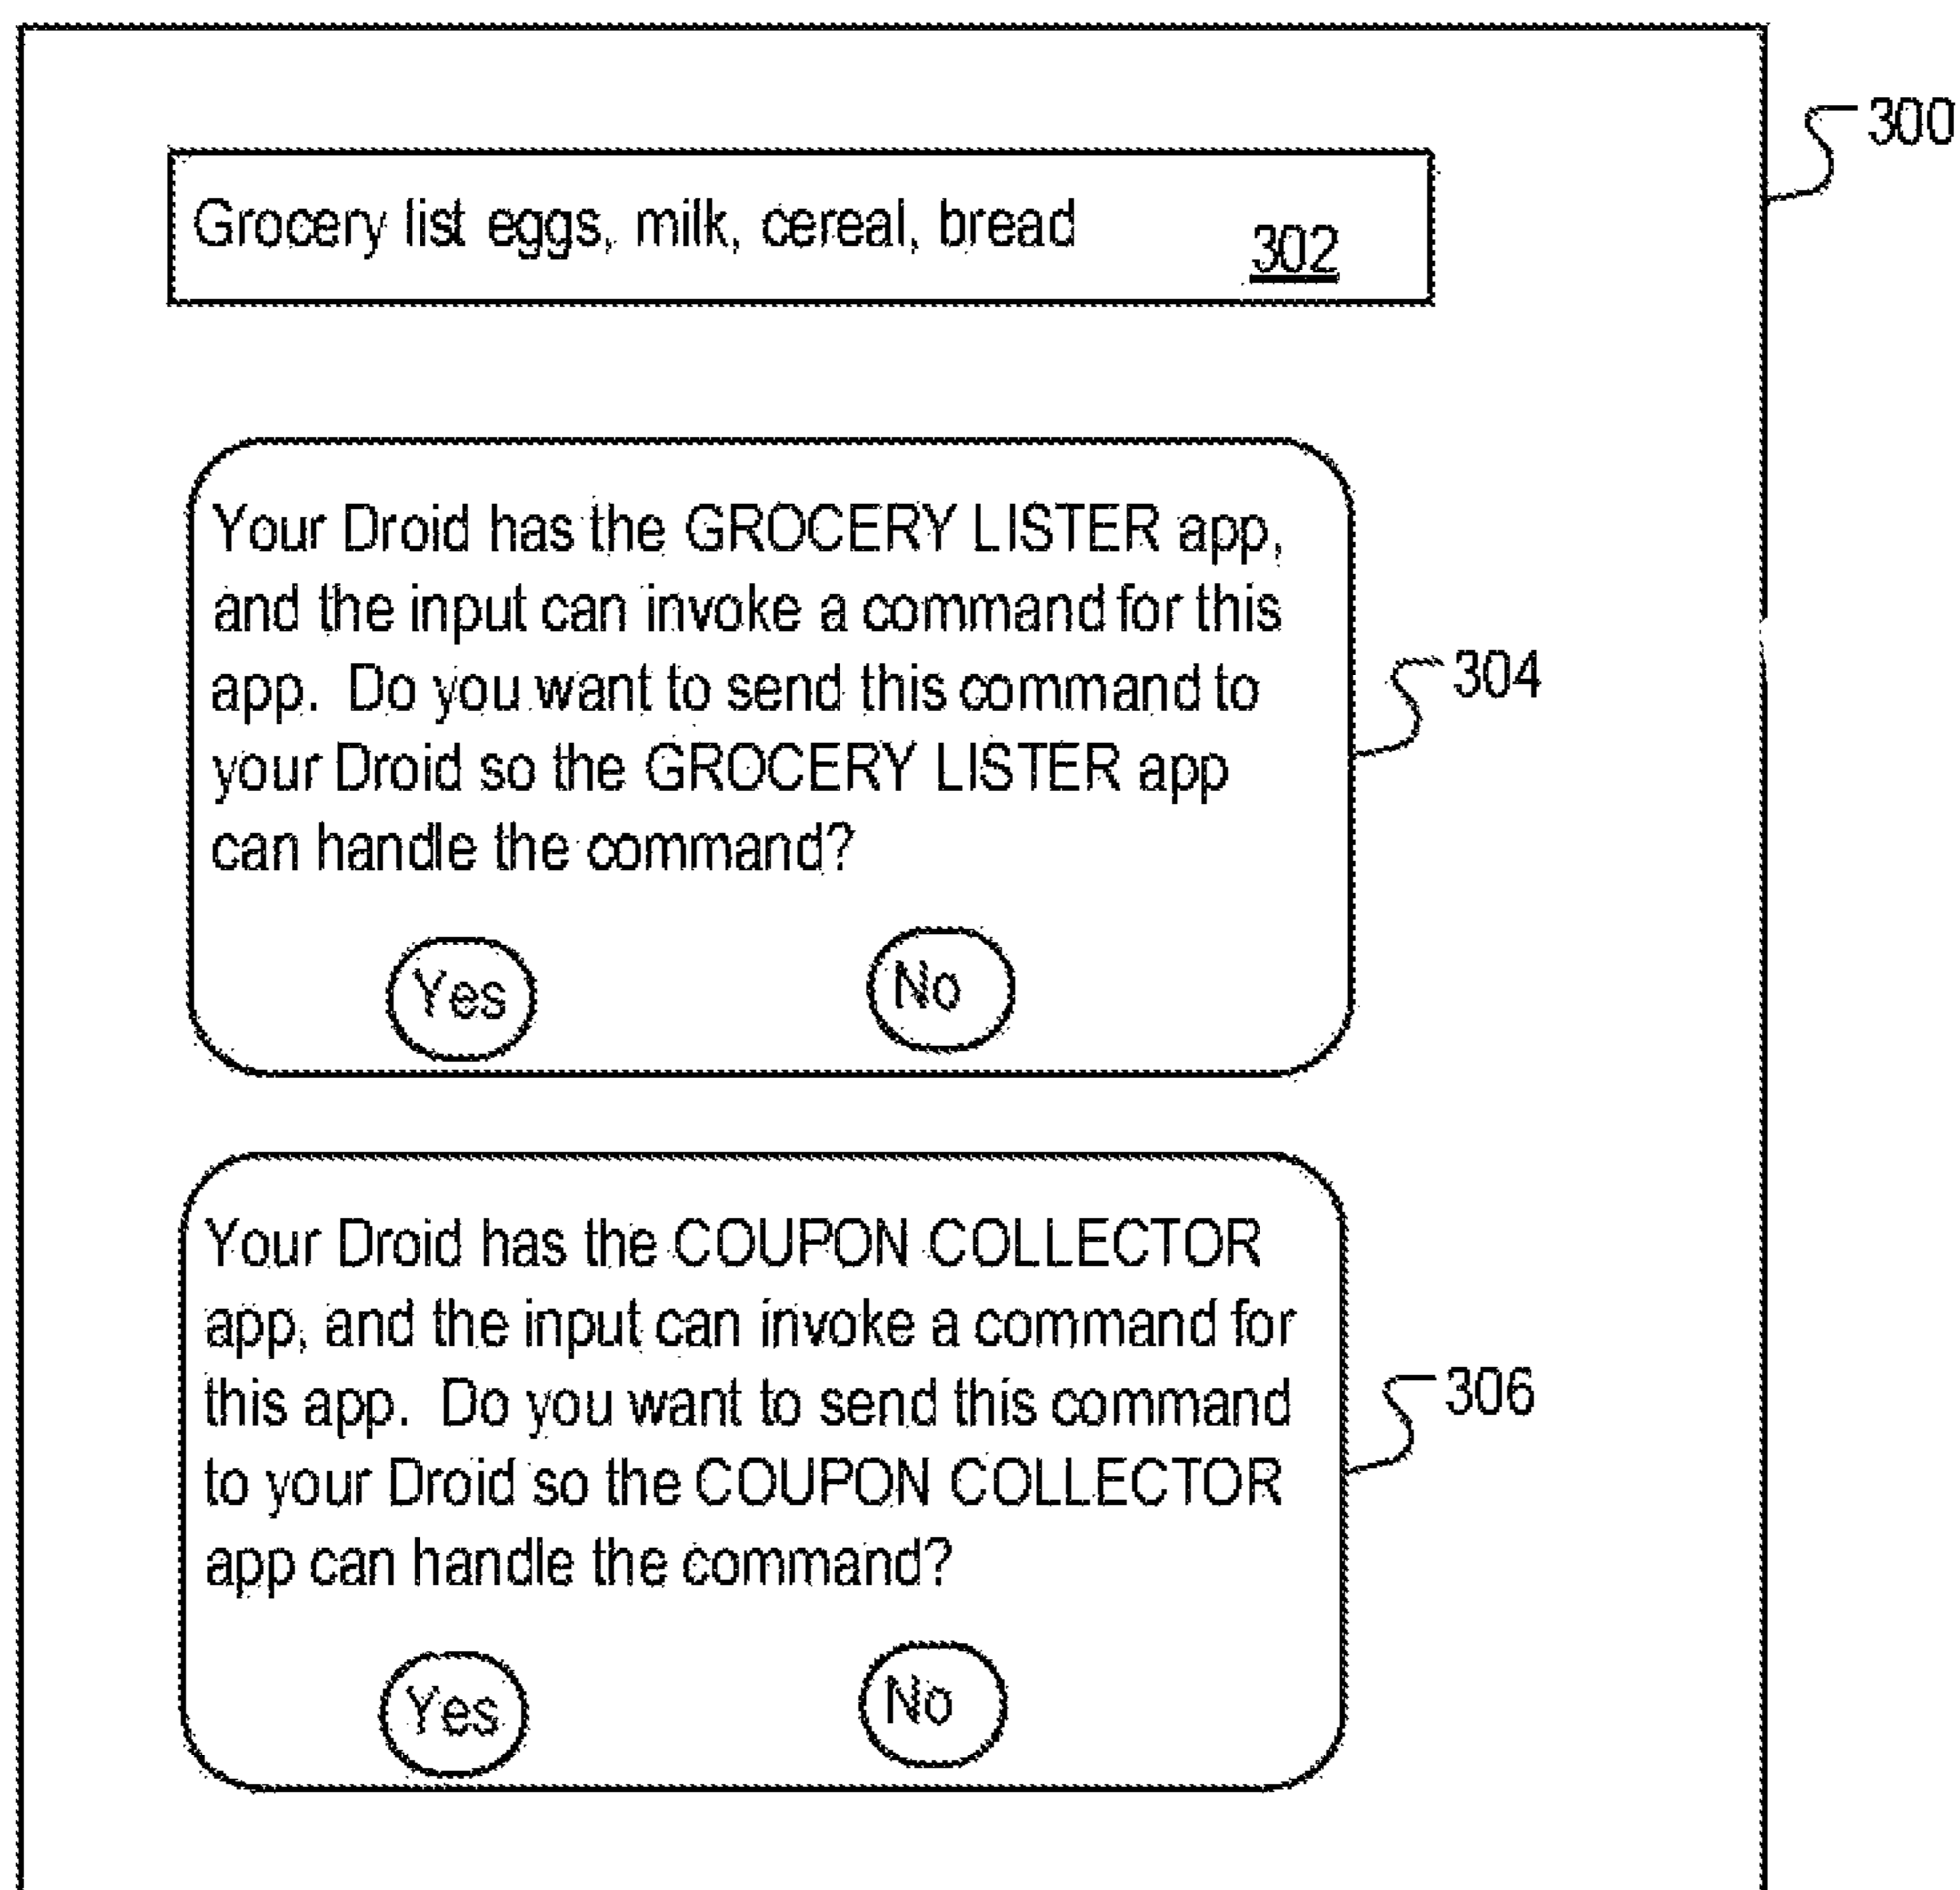 300
Grocery list eggs, milk, cereal, bread
302
Your Droid has the GROCERY LISTER app,
and the input can invoke a command for this
app. Do you want to send this command to
your Droid so the GROCERY LISTER app
can handle the command?
304
Yes
No
Your Droid has the COUPON COLLECTOR
app, and the input can invoke a command for
this app. Do you want to send this command
to your Droid so the COUPON COLLECTOR
app can handle the command?
306
Yes
No